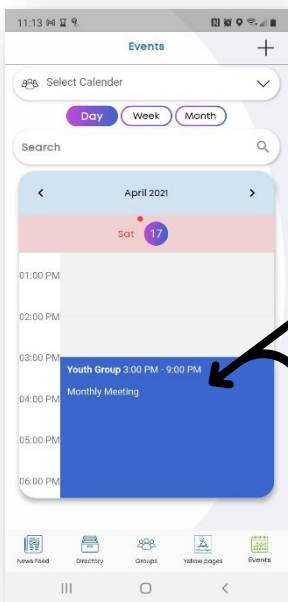 11:13
Events
Select Calender
Day Week Month
Search
April 2021
Sat 17
01:00 PM
02:00 PM
03:00 PM
Youth Group 3:00 PM - 9:00 PM
Monthly Meeting
04:00 PM
05:00 PM
06:00 PM
News Feed Directory Groups Yellow pages Events